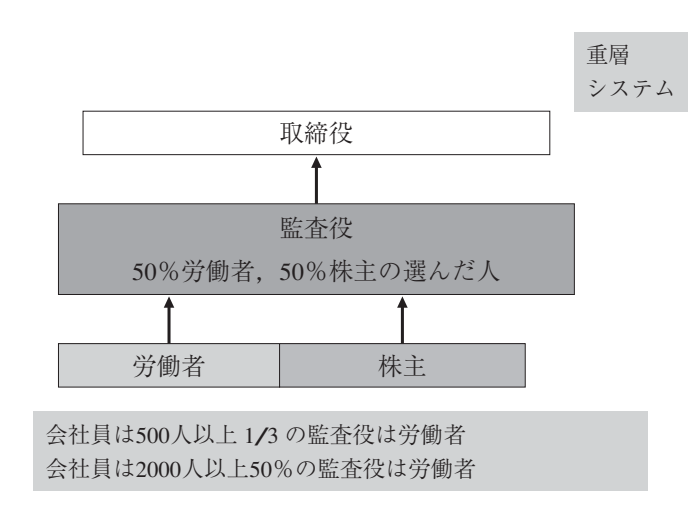 重層
システム
取締役
監査役
50%労働者，50%株主の選んだ人
労働者
株主
会社員は500人以上 1/3 の監査役は労働者
会社員は2000人以上50%の監査役は労働者